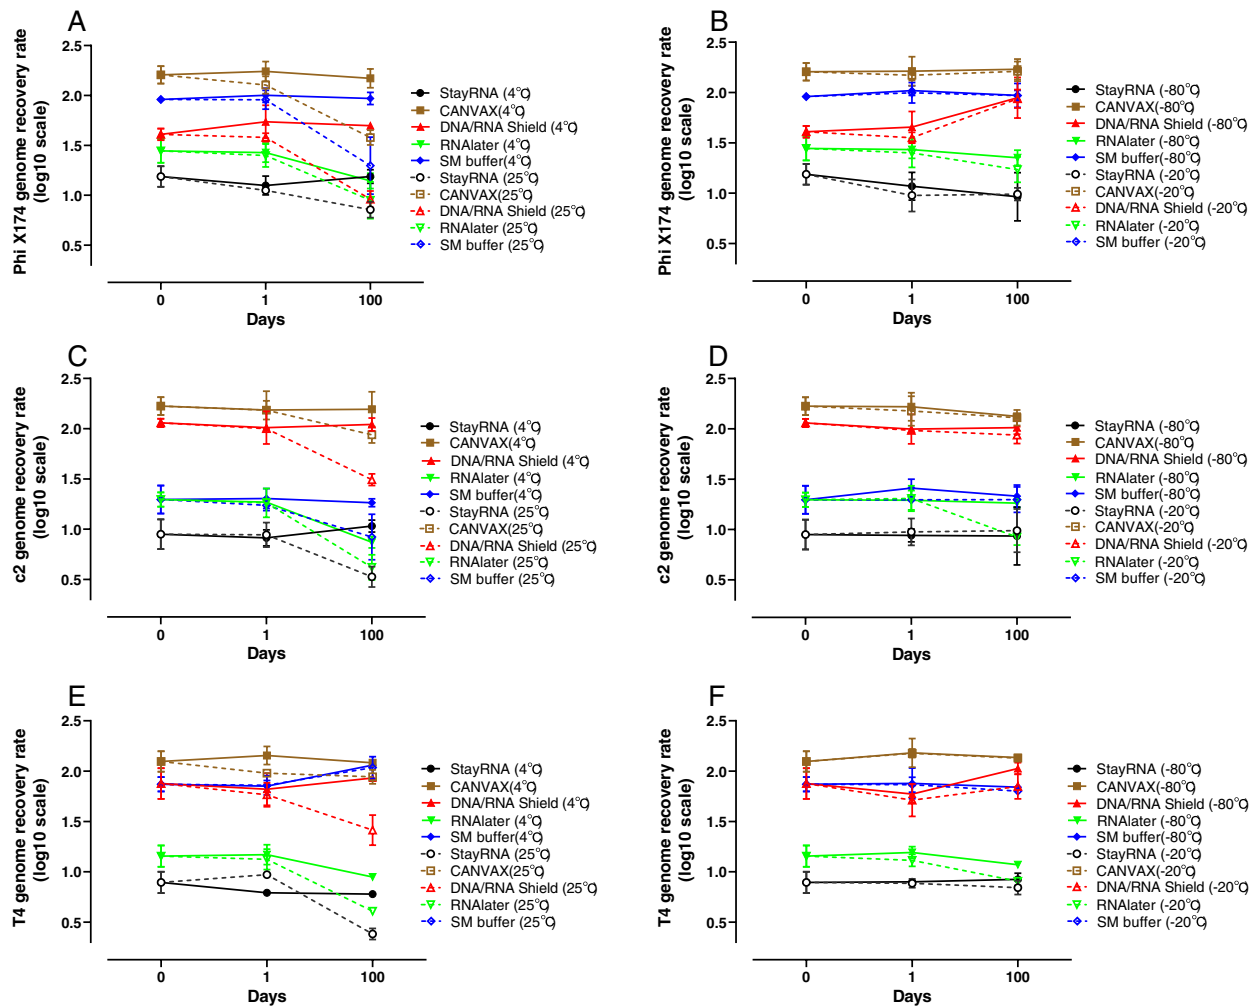 A
Phi X174 genome recovery rate
(log10 scale)
2.5
2.0
1.5
1.0
0.5
0
1
100
Days
StayRNA (4°C)
CANVAX(4°C)
DNA/RNA Shield (4°C)
RNAlater (4°C)
SM buffer(4°C)
StayRNA (25°C)
CANVAX(25°C)
DNA/RNA Shield (25°C)
RNAlater (25°C)
SM buffer (25°C)
B
Phi X174 genome recovery rate
(log10 scale)
2.5
2.0
1.5
1.0
0.5
0
1
100
Days
StayRNA (-80°C)
CANVAX(-80°C)
DNA/RNA Shield (-80°C)
RNAlater (-80°C)
SM buffer(-80°C)
StayRNA (-20°C)
CANVAX(-20°C)
DNA/RNA Shield (-20°C)
RNAlater (-20°C)
SM buffer (-20°C)
C
c2 genome recovery rate
(log10 scale)
2.5
2.0
1.5
1.0
0.5
0
1
100
Days
StayRNA (4°C)
CANVAX(4°C)
DNA/RNA Shield (4°C)
RNAlater (4°C)
SM buffer(4°C)
StayRNA (25°C)
CANVAX(25°C)
DNA/RNA Shield (25°C)
RNAlater (25°C)
SM buffer (25°C)
D
c2 genome recovery rate
(log10 scale)
2.5
2.0
1.5
1.0
0.5
0
1
100
Days
StayRNA (-80°C)
CANVAX(-80°C)
DNA/RNA Shield (-80°C)
RNAlater (-80°C)
SM buffer(-80°C)
StayRNA (-20°C)
CANVAX(-20°C)
DNA/RNA Shield (-20°C)
RNAlater (-20°C)
SM buffer (-20°C)
E
T4 genome recovery rate
(log10 scale)
2.5
2.0
1.5
1.0
0.5
0
1
100
Days
StayRNA (4°C)
CANVAX(4°C)
DNA/RNA Shield (4°C)
RNAlater (4°C)
SM buffer(4°C)
StayRNA (25°C)
CANVAX(25°C)
DNA/RNA Shield (25°C)
RNAlater (25°C)
SM buffer (25°C)
F
T4 genome recovery rate
(log10 scale)
2.5
2.0
1.5
1.0
0.5
0
1
100
Days
StayRNA (-80°C)
CANVAX(-80°C)
DNA/RNA Shield (-80°C)
RNAlater (-80°C)
SM buffer(-80°C)
StayRNA (-20°C)
CANVAX(-20°C)
DNA/RNA Shield (-20°C)
RNAlater (-20°C)
SM buffer (-20°C)